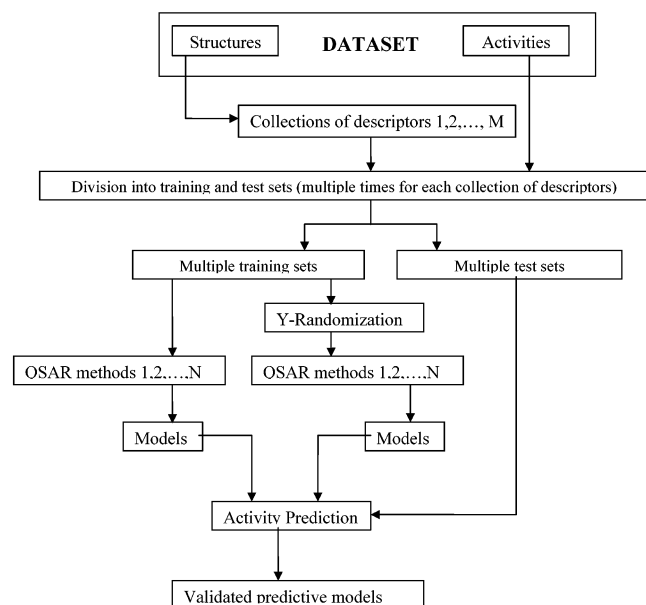 Structures
DATASET
Activities
Collections of descriptors 1,2,…, M
Division into training and test sets (multiple times for each collection of descriptors)
Multiple training sets
Multiple test sets
Y-Randomization
QSAR methods 1,2,…,N
QSAR methods 1,2,…,N
Models
Models
Activity Prediction
Validated predictive models